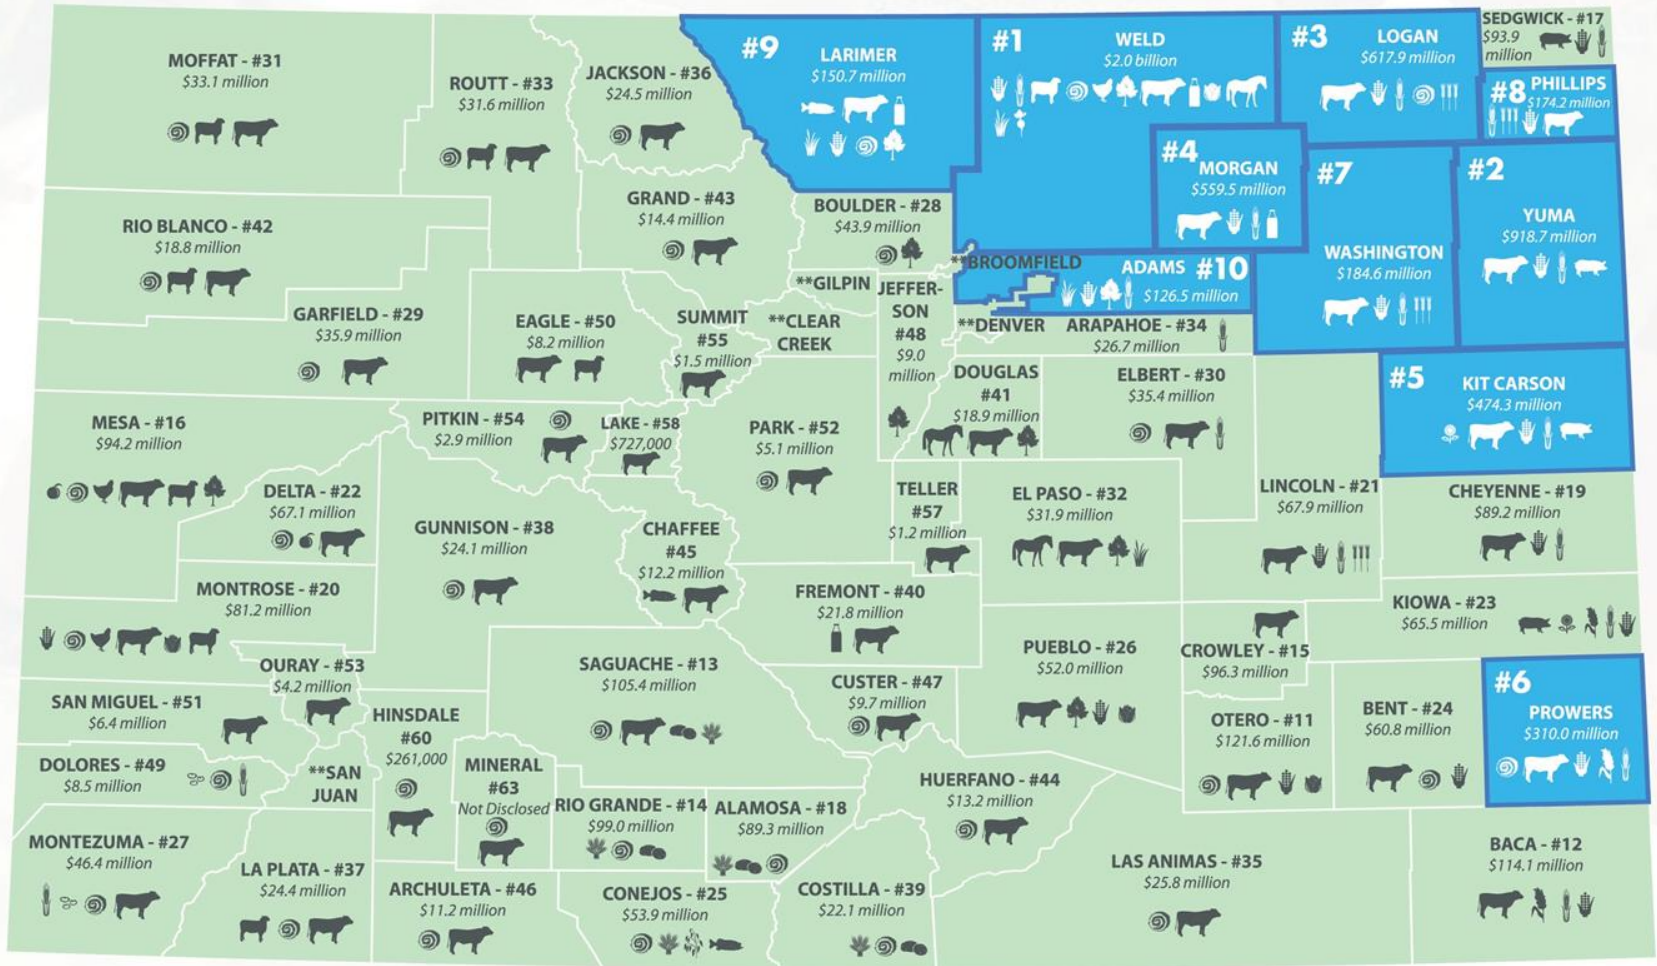 MOFFAT - #31
$33.1 million
ROUTT - #33
$31.6 million
JACKSON - #36
$24.5 million
#9
LARIMER
$150.7 million
#1
WELD
$2.0 billion
#3
LOGAN
$617.9 million
SEDGWICK - #17
$93.9
million
#8 PHILLIPS
$174.2 million
#4
MORGAN
$559.5 million
#7
WASHINGTON
$184.6 million
#2
YUMA
$918.7 million
RIO BLANCO - #42
$18.8 million
GRAND - #43
$14.4 million
BOULDER - #28
$43.9 million
**BROOMFIELD
ADAMS #10
$126.5 million
GARFIELD - #29
$35.9 million
EAGLE - #50
$8.2 million
SUMMIT
#55
$1.5 million
**GILPIN
**CLEAR
CREEK
JEFFER-
SON
#48
$9.0
million
**DENVER
ARAPAHOE - #34
$26.7 million
#5
KIT CARSON
$474.3 million
MESA - #16
$94.2 million
PITKIN - #54
$2.9 million
LAKE - #58
$727,000
PARK - #52
$5.1 million
DOUGLAS
#41
$18.9 million
ELBERT - #30
$35.4 million
DELTA - #22
$67.1 million
GUNNISON - #38
$24.1 million
CHAFFEE
#45
$12.2 million
TELLER
#57
$1.2 million
EL PASO - #32
$31.9 million
LINCOLN - #21
$67.9 million
CHEYENNE - #19
$89.2 million
MONTROSE - #20
$81.2 million
FREMONT - #40
$21.8 million
KIOWA - #23
$65.5 million
OURAY - #53
$4.2 million
SAGUACHE - #13
$105.4 million
CUSTER - #47
$9.7 million
PUEBLO - #26
$52.0 million
CROWLEY - #15
$96.3 million
SAN MIGUEL - #51
$6.4 million
HINSDALE
#60
$261,000
OTERO - #11
$121.6 million
BENT - #24
$60.8 million
#6
PROWERS
$310.0 million
DOLORES - #49
$8.5 million
**SAN
JUAN
MINERAL
#63
Not Disclosed
RIO GRANDE - #14
$99.0 million
ALAMOSA - #18
$89.3 million
HUERFANO - #44
$13.2 million
MONTEZUMA - #27
$46.4 million
LA PLATA - #37
$24.4 million
ARCHULETA - #46
$11.2 million
CONEJOS - #25
$53.9 million
COSTILLA - #39
$22.1 million
LAS ANIMAS - #35
$25.8 million
BACA - #12
$114.1 million